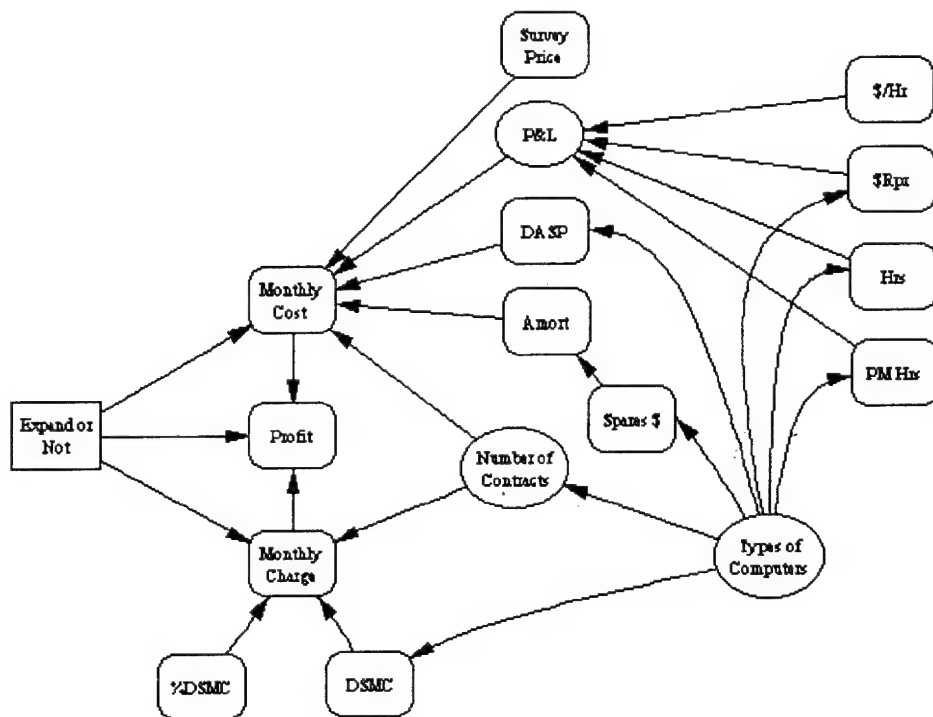 Survey
Price
$/Hr
P&L
$Rpr
DASP
Hrs
Monthly
Cost
Amort
PM Hrs
Expand or
Not
Profit
Spares $
Number of
Contracts
Types of
Computers
Monthly
Charge
%DSMC
DSMC